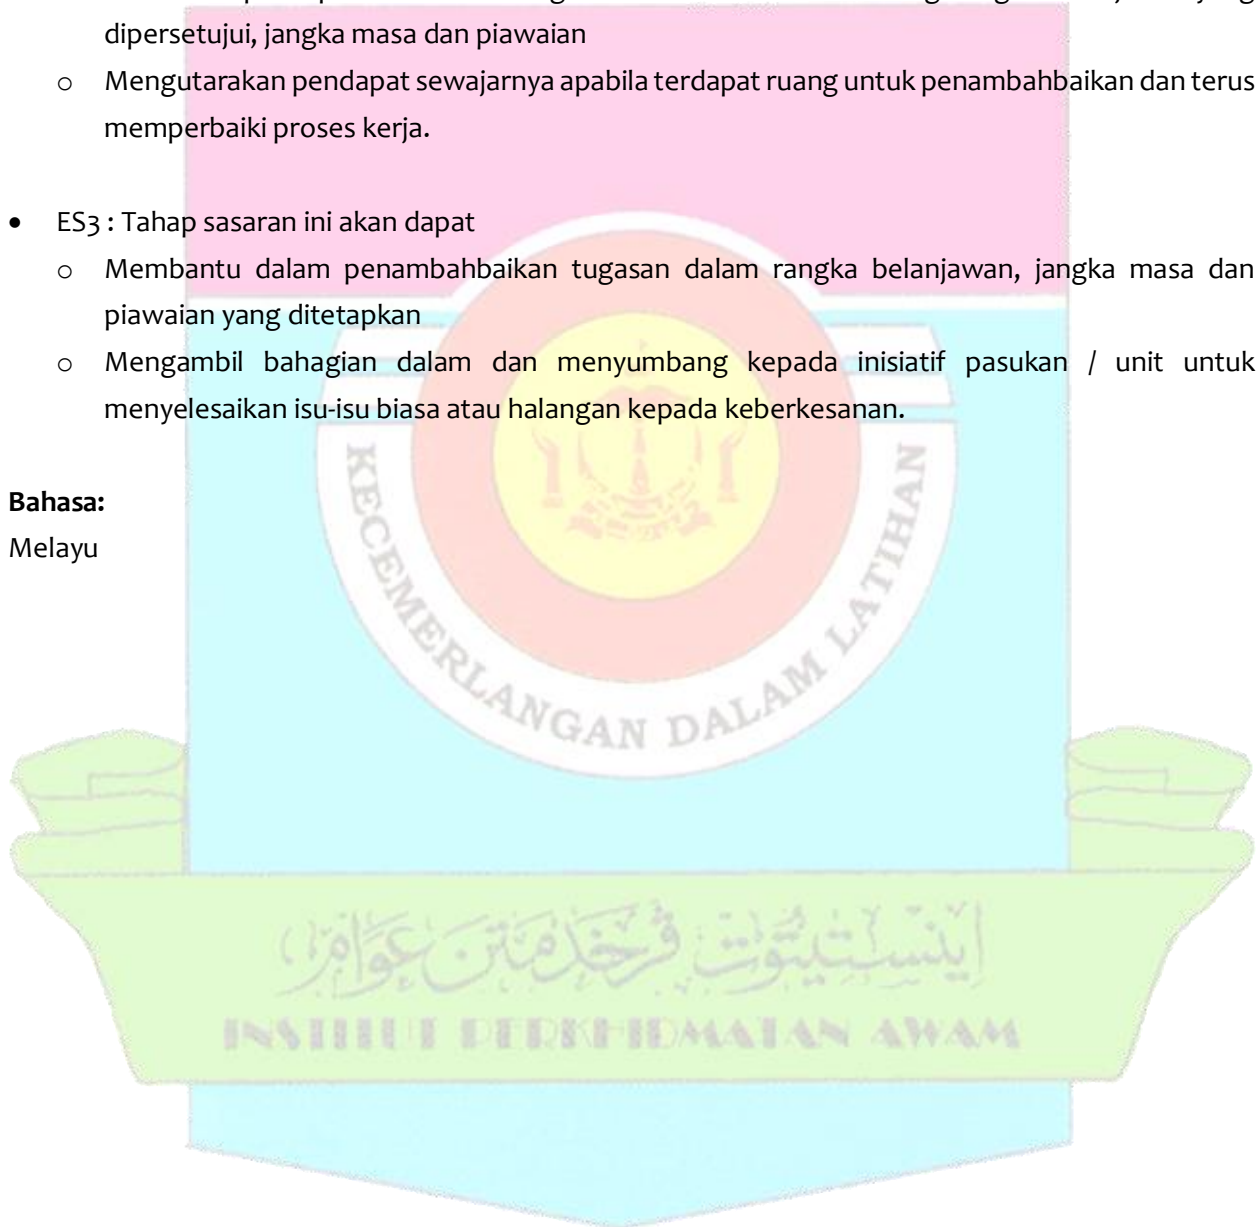 dipersetujui, jangka masa dan piawaian
o Mengutarakan pendapat sewajarnya apabila terdapat ruang untuk penambahbaikan dan terus
memperbaiki proses kerja.
• ES3 : Tahap sasaran ini akan dapat
o Membantu dalam penambahbaikan tugasan dalam rangka belanjawan, jangka masa dan
piawaian yang ditetapkan
o Mengambil bahagian dalam dan menyumbang kepada inisiatif pasukan / unit untuk
menyelesaikan isu-isu biasa atau halangan kepada keberkesanan.
Bahasa:
Melayu
KECEMERLANGAN DALAM LATIHAN
اينستيتوت ڤرخدمتن عوام
INSTITUT PERKHIDMATAN AWAM